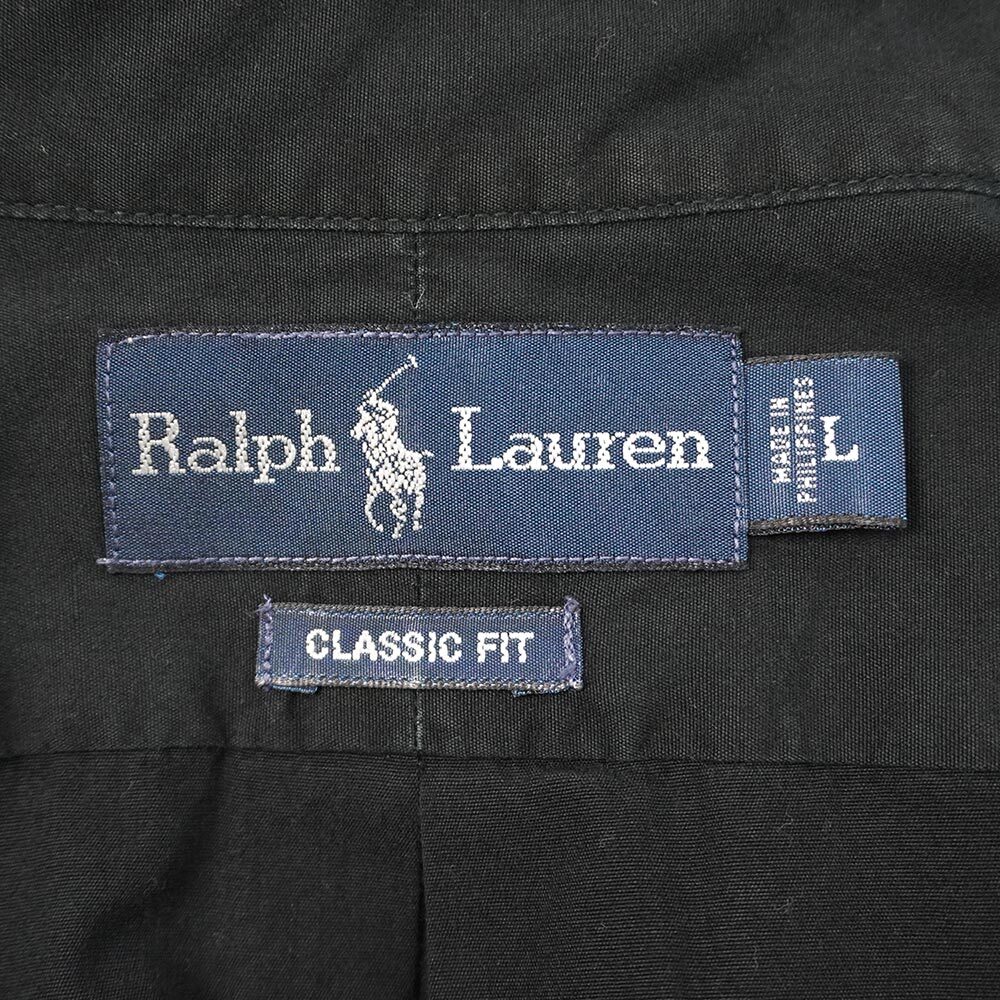 Ralph Lauren
MADE IN
PHILIPPINES
L
CLASSIC FIT